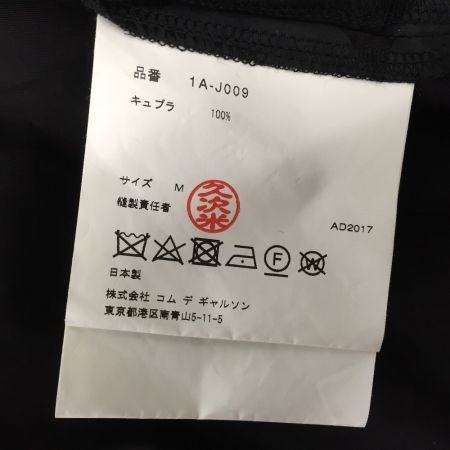 品番 1A-J009
キュプラ 100%
サイズ M
久次米
縫製責任者
AD2017
F W
日本製
株式会社 コム デ ギャルソン
東京都港区南青山5-11-5